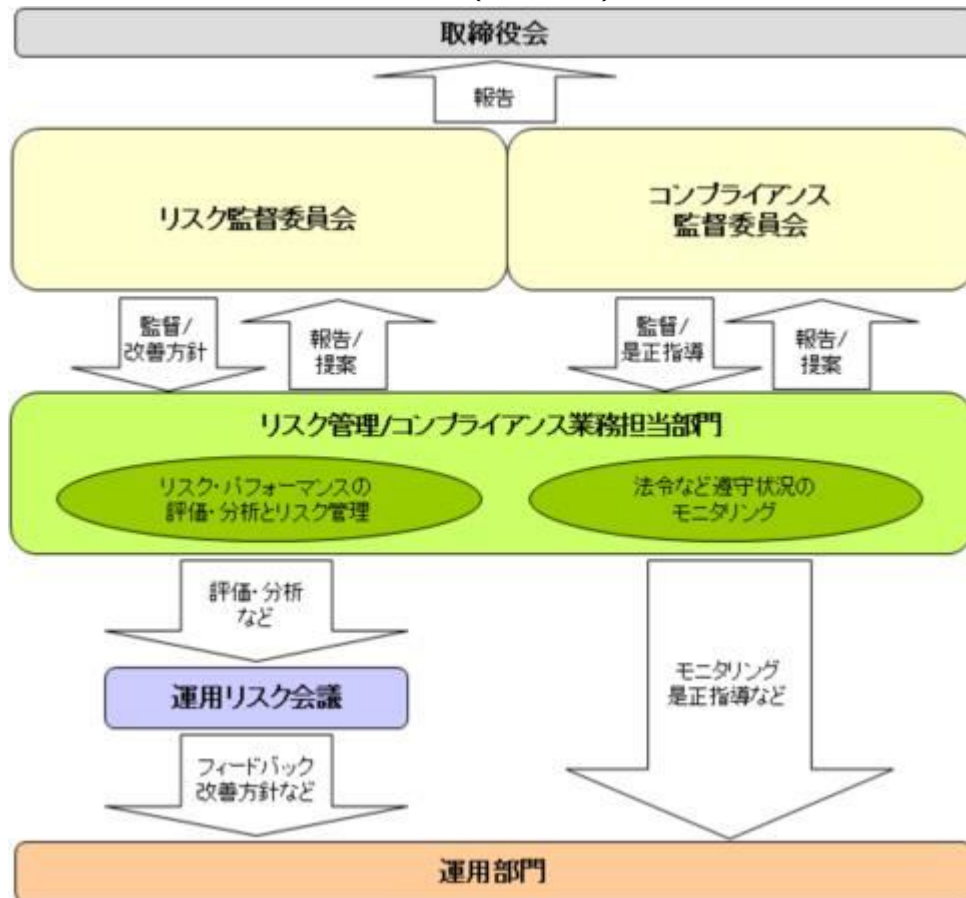 取締役会
報告
リスク監督委員会
コンプライアンス
監督委員会
監督/
改善方針
報告/
提案
監督/
是正指導
報告/
提案
リスク管理/コンプライアンス業務担当部門
リスク・パフォーマンスの
評価・分析とリスク管理
法令など遵守状況の
モニタリング
評価・分析
など
運用リスク会議
モニタリング
是正指導など
フィードバック
改善方針など
運用部門